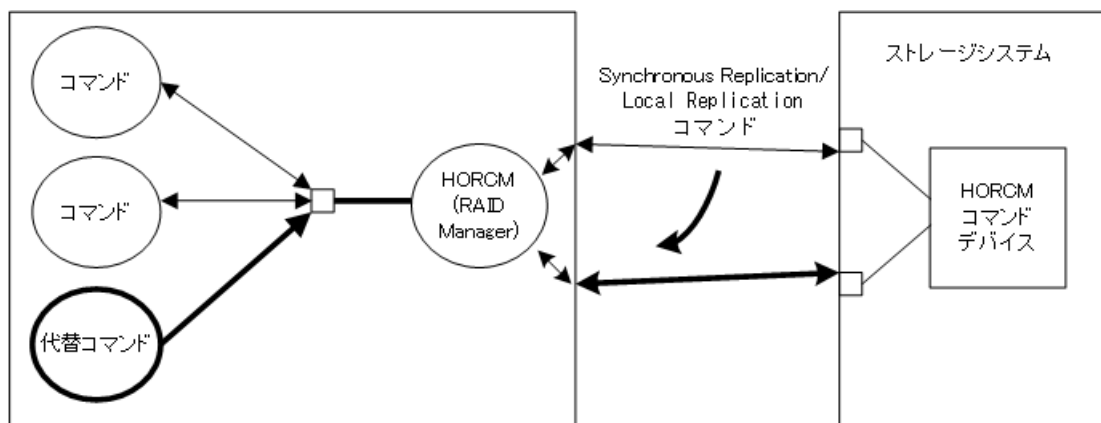 コマンド
コマンド
代替コマンド
HORCM
(RAID
Manager)
Synchronous Replication/
Local Replication
コマンド
ストレージシステム
HORCM
コマンド
デバイス